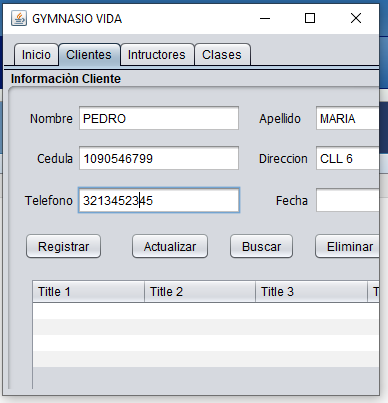 GYMNASIO VIDA
Inicio Clientes Intructores Clases
Información Cliente
Nombre PEDRO Apellido MARIA
Cedula 1090546799 Direccion CLL 6
Telefono 3213452345 Fecha
Registrar Actualizar Buscar Eliminar
Title 1 Title 2 Title 3 T